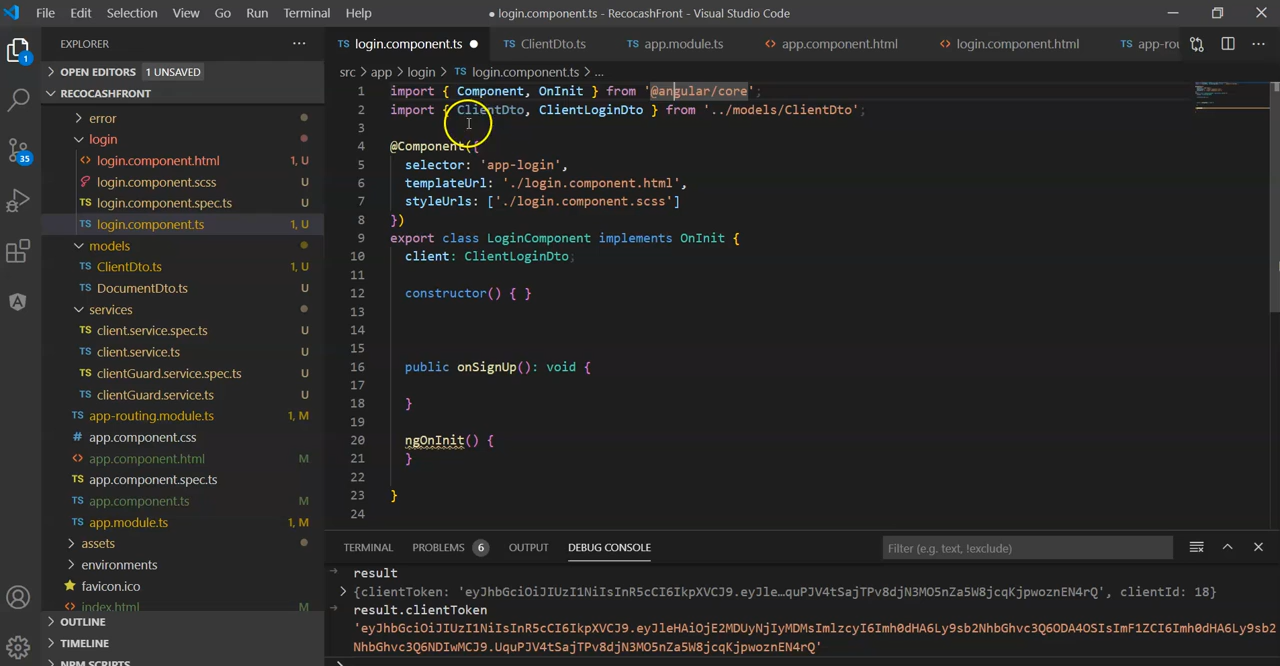 File Edit Selection View Go Run Terminal Help
● login.component.ts - RecocashFront - Visual Studio Code
EXPLORER
login.component.ts ClientDto.ts app.module.ts app.component.html login.component.html app-rou
OPEN EDITORS 1 UNSAVED
src > app > login > login.component.ts > ...
RECOCASHFRONT
error
login
login.component.html 1, U
login.component.scss U
login.component.spec.ts U
login.component.ts 1, U
models
ClientDto.ts 1, U
DocumentDto.ts U
services
client.service.spec.ts U
client.service.ts U
clientGuard.service.spec.ts U
clientGuard.service.ts U
app-routing.module.ts 1, M
app.component.css
app.component.html M
app.component.spec.ts
app.component.ts M
app.module.ts 1, M
assets
environments
favicon.ico
index.html M
OUTLINE
TIMELINE
NPM SCRIPTS
1 import { Component, OnInit } from '@angular/core';
2 import { ClientDto, ClientLoginDto } from '../models/ClientDto';
3
4 @Component({
5 selector: 'app-login',
6 templateUrl: './login.component.html',
7 styleUrls: ['./login.component.scss']
8 })
9 export class LoginComponent implements OnInit {
10 client: ClientLoginDto;
11
12 constructor() { }
13
14
15
16 public onSignUp(): void {
17
18 }
19
20 ngOnInit() {
21 }
22
23 }
24
TERMINAL PROBLEMS 6 OUTPUT DEBUG CONSOLE Filter (e.g. text, !exclude)
result
result.clientToken
1
35